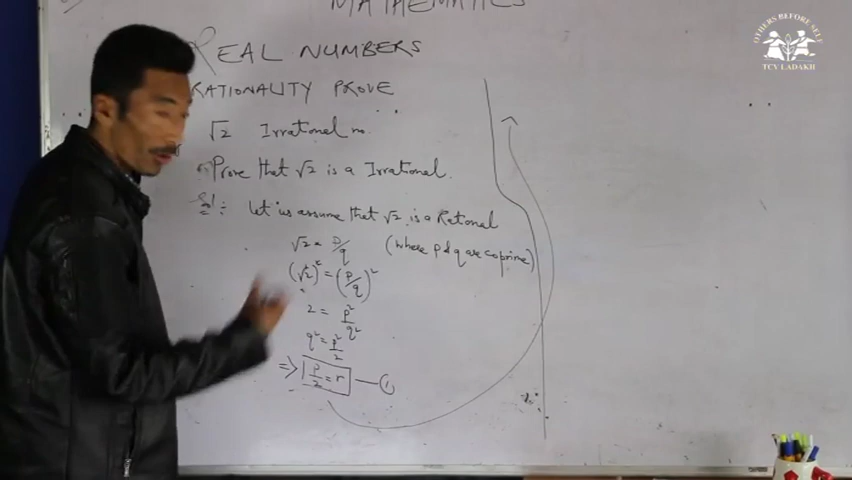 MATHEMATICS
REAL NUMBERS
RATIONALITY PROVE
√2 Irrational no.
Prove that √2 is a Irrational.
Sol :- Let us assume that √2 is a Rational
√2 = p/q (where p & q are coprime)
(√2)² = (p/q)²
2 = p²/q²
q² = p²/2
=> p/2 = r — ①
OTHERS BEFORE SELF
TCV LADAKH